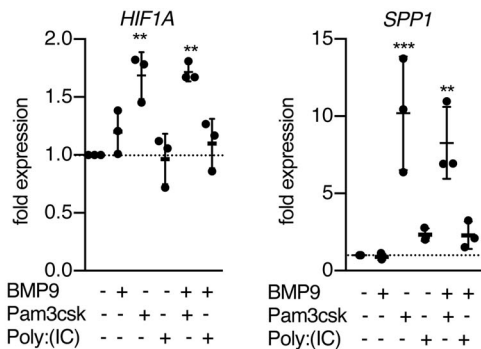 HIF1A
fold expression
2.0
1.5
1.0
0.5
0.0
** **
BMP9 - + - - + +
Pam3csk - - + - + -
Poly:(IC) - - - + - +
SPP1
fold expression
15
10
5
0
*** **
BMP9 - + - - + +
Pam3csk - - + - + -
Poly:(IC) - - - + - +